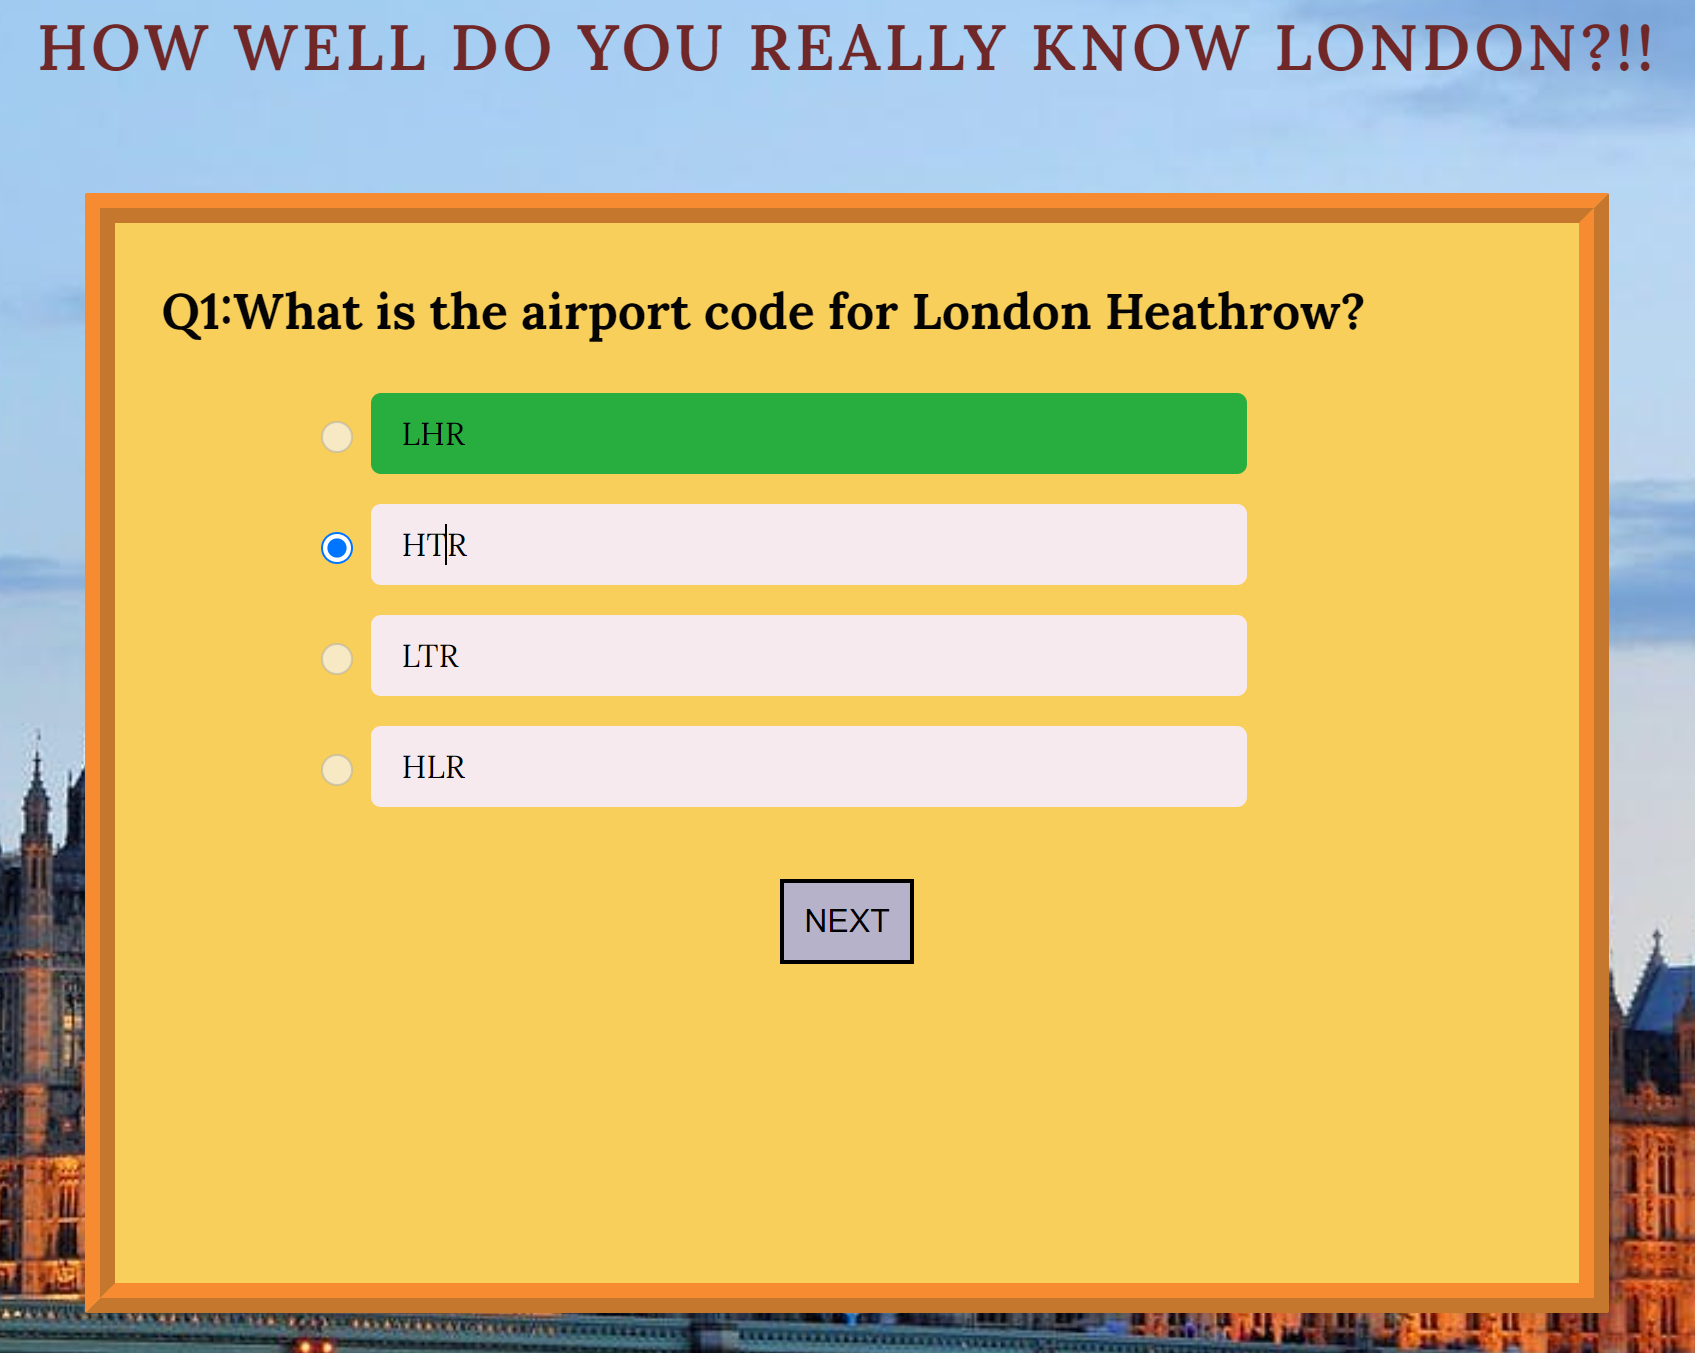 HOW WELL DO YOU REALLY KNOW LONDON?!!
Q1:What is the airport code for London Heathrow?
LHR
HTR
LTR
HLR
NEXT